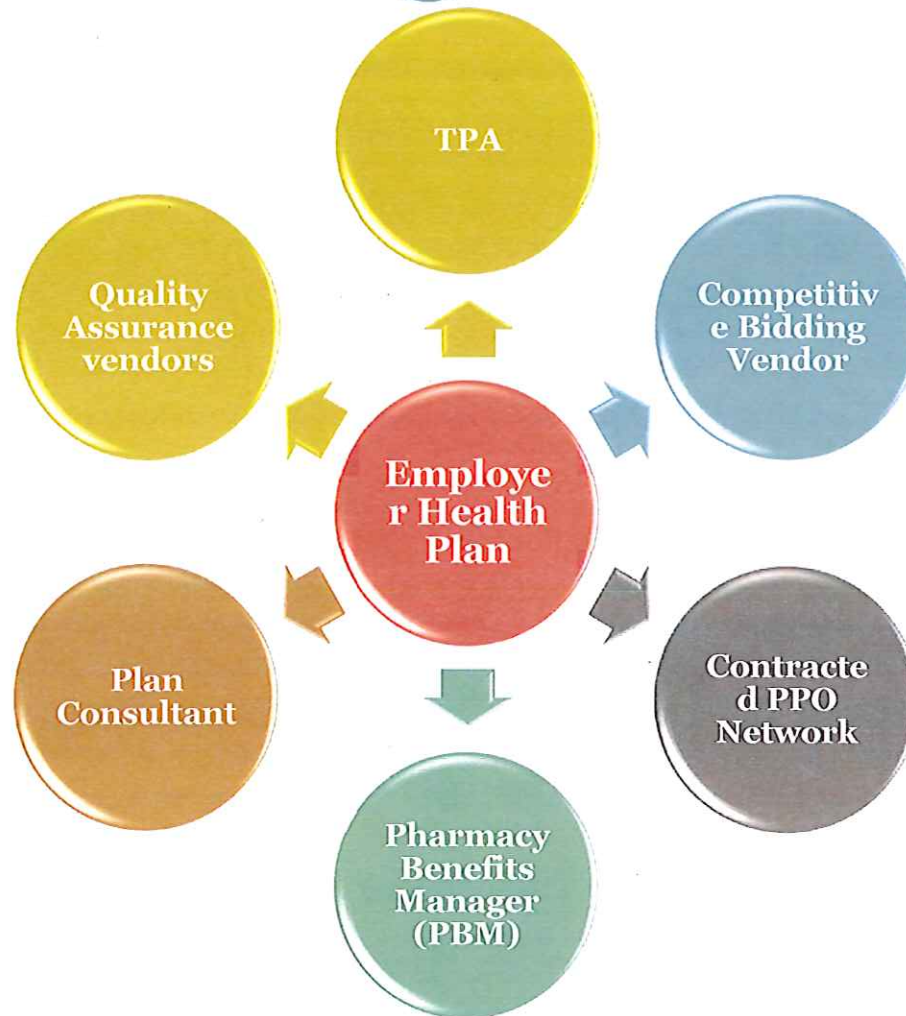 TPA
Quality
Assurance
vendors
Competitiv
e Bidding
Vendor
Employe
r Health
Plan
Plan
Consultant
Contracte
d PPO
Network
Pharmacy
Benefits
Manager
(PBM)